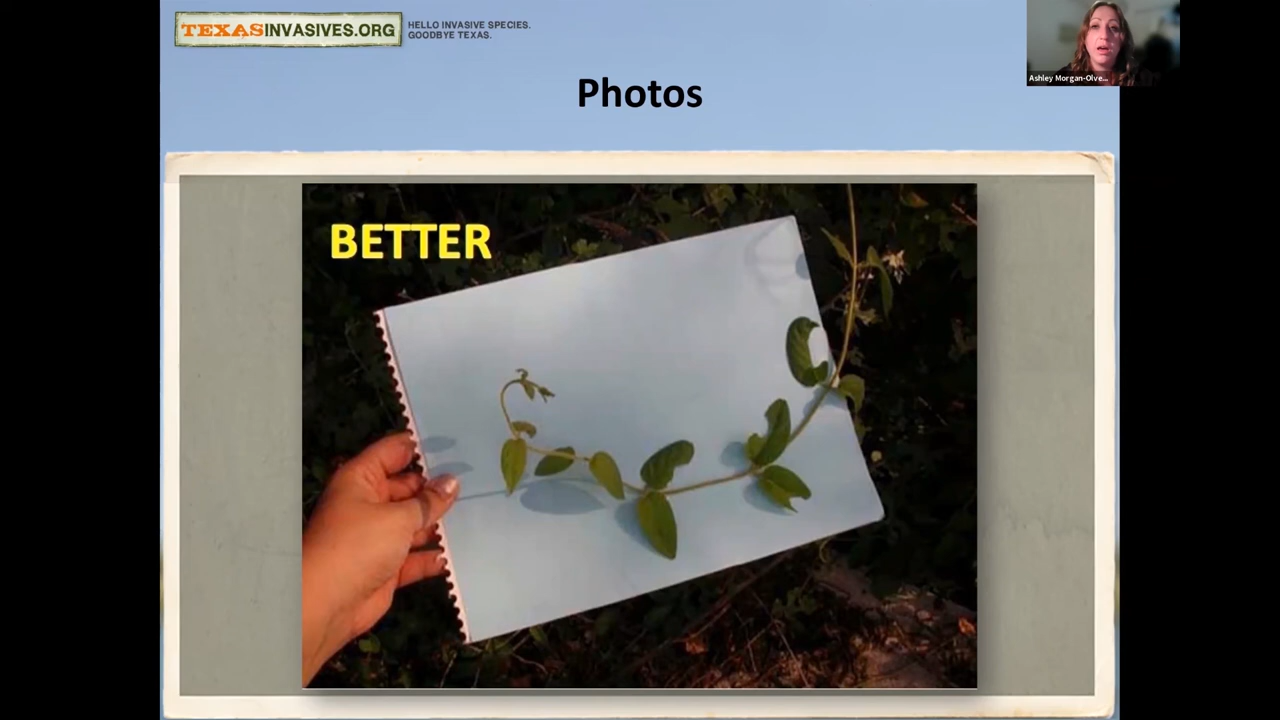 TEXASINVASIVES.ORG
HELLO INVASIVE SPECIES.
GOODBYE TEXAS.
Ashley Morgan-Olve...
Photos
BETTER